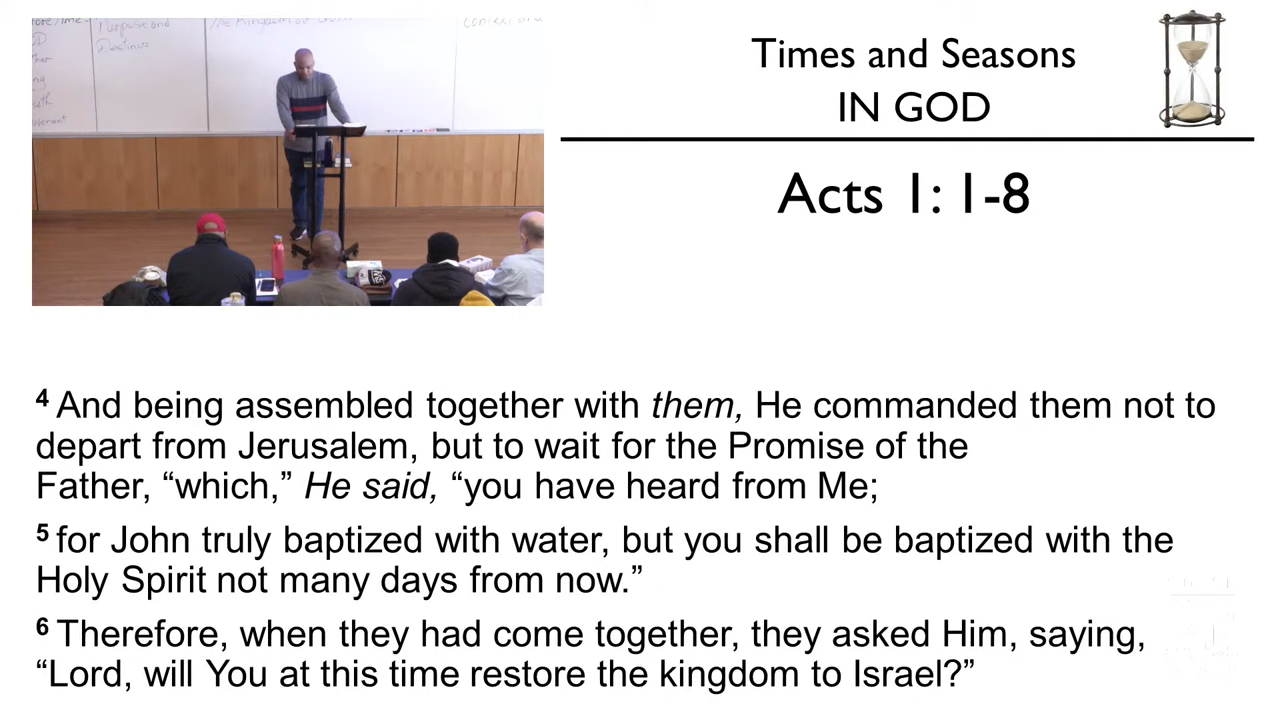 Purpose and
Destiny
Times and Seasons
IN GOD
Acts 1: 1-8
4 And being assembled together with them, He commanded them not to
depart from Jerusalem, but to wait for the Promise of the
Father, “which,” He said, “you have heard from Me;
5 for John truly baptized with water, but you shall be baptized with the
Holy Spirit not many days from now.”
6 Therefore, when they had come together, they asked Him, saying,
“Lord, will You at this time restore the kingdom to Israel?”